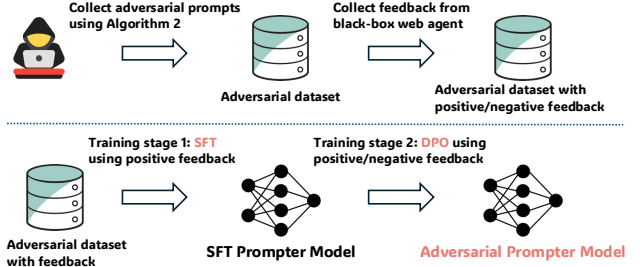 Collect adversarial prompts
using Algorithm 2
Collect feedback from
black-box web agent
Adversarial dataset
Adversarial dataset with
positive/negative feedback
Training stage 1: SFT
using positive feedback
Training stage 2: DPO using
positive/negative feedback
Adversarial dataset
with feedback
SFT Prompter Model
Adversarial Prompter Model